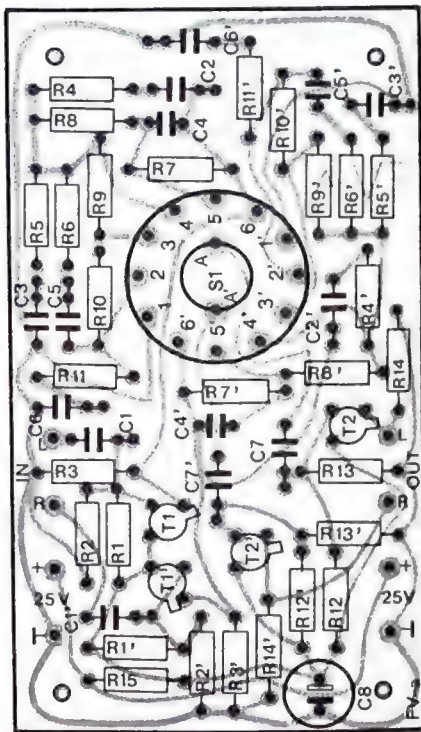 C6'
R4
C2
R11'
C5'
C3'
R8
C4
R10'
R7
R9
R5
R6
R9'
R6'
R5'
5
4
6
3
1'
A
2
S1
2'
A'
1
3'
6'
5'
4'
C3
C5
R10
C2'
R4'
R11
R8'
R14
R7'
C6
C1
C4'
T2
L
L
IN
R3
C7'
C7
R13
OUT
R
R
R2
R1
T1
T2'
R13'
+
T1'
R12'
R12
+
25V
25V
C1'
R1'
R2'
R3'
R14'
R15
C8